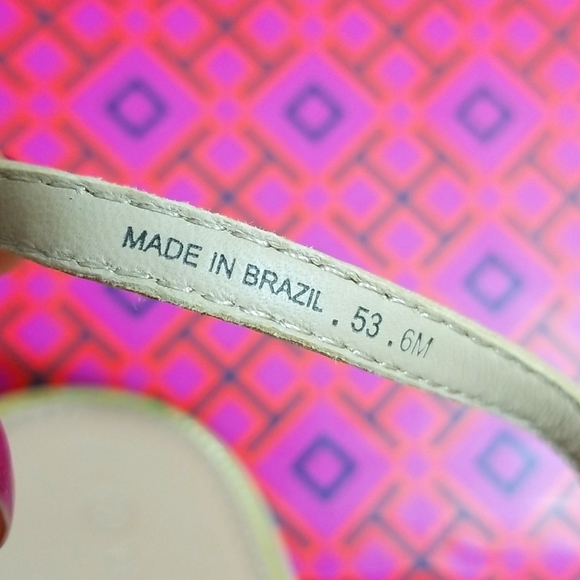 MADE IN BRAZIL . 53 . 6M